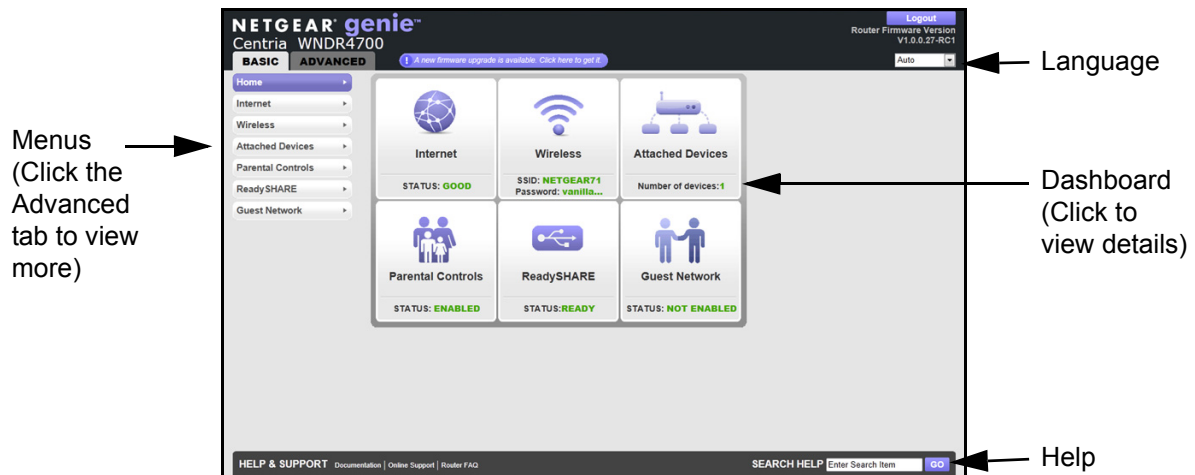 NETGEAR® genie™
Centria WNDR4700
Logout
Router Firmware Version
V1.0.0.27-RC1
BASIC ADVANCED
! A new firmware upgrade is available. Click here to get it.
Auto
Language
Home
Internet
Wireless
Attached Devices
Parental Controls
ReadySHARE
Guest Network
Menus
(Click the
Advanced
tab to view
more)
Internet
STATUS: GOOD
Wireless
SSID: NETGEAR71
Password: vanilla...
Attached Devices
Number of devices:1
Parental Controls
STATUS: ENABLED
ReadySHARE
STATUS:READY
Guest Network
STATUS: NOT ENABLED
Dashboard
(Click to
view details)
HELP & SUPPORT Documentation | Online Support | Router FAQ
SEARCH HELP Enter Search Item GO
Help